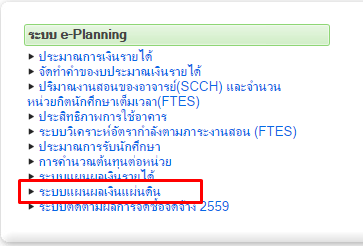 ระบบ e-Planning
ประมาณการเงินรายได้
จัดทำคำของบประมาณเงินรายได้
ปริมาณงานสอนของอาจารย์(SCCH) และจำนวน
หน่วยกิตนักศึกษาเต็มเวลา(FTES)
ประสิทธิภาพการใช้อาคาร
ระบบวิเคราะห์อัตรากำลังตามภาระงานสอน (FTES)
ประมาณการรับนักศึกษา
การคำนวณต้นทุนต่อหน่วย
ระบบแผนผลเงินรายได้
ระบบแผนผลเงินแผ่นดิน
ระบบติดตามผลการจัดซื้อจัดจ้าง 2559